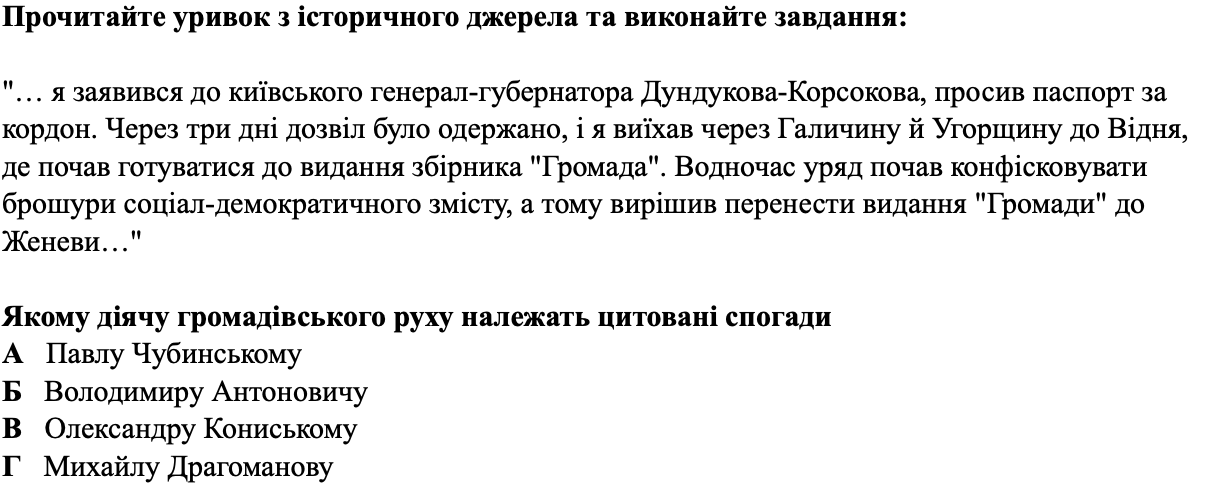 Прочитайте уривок з історичного джерела та виконайте завдання:
"… я заявився до київського генерал-губернатора Дундукова-Корсокова, просив паспорт за
кордон. Через три дні дозвіл було одержано, і я виїхав через Галичину й Угорщину до Відня,
де почав готуватися до видання збірника "Громада". Водночас уряд почав конфісковувати
брошури соціал-демократичного змісту, а тому вирішив перенести видання "Громади" до
Женеви…"
Якому діячу громадівського руху належать цитовані спогади
А Павлу Чубинському
Б Володимиру Антоновичу
В Олександру Кониському
Г Михайлу Драгоманову